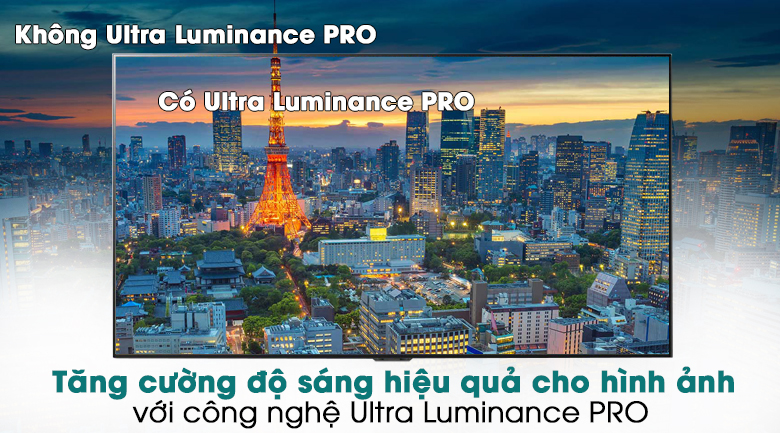 Không Ultra Luminance PRO
Có Ultra Luminance PRO
Tăng cường độ sáng hiệu quả cho hình ảnh
với công nghệ Ultra Luminance PRO